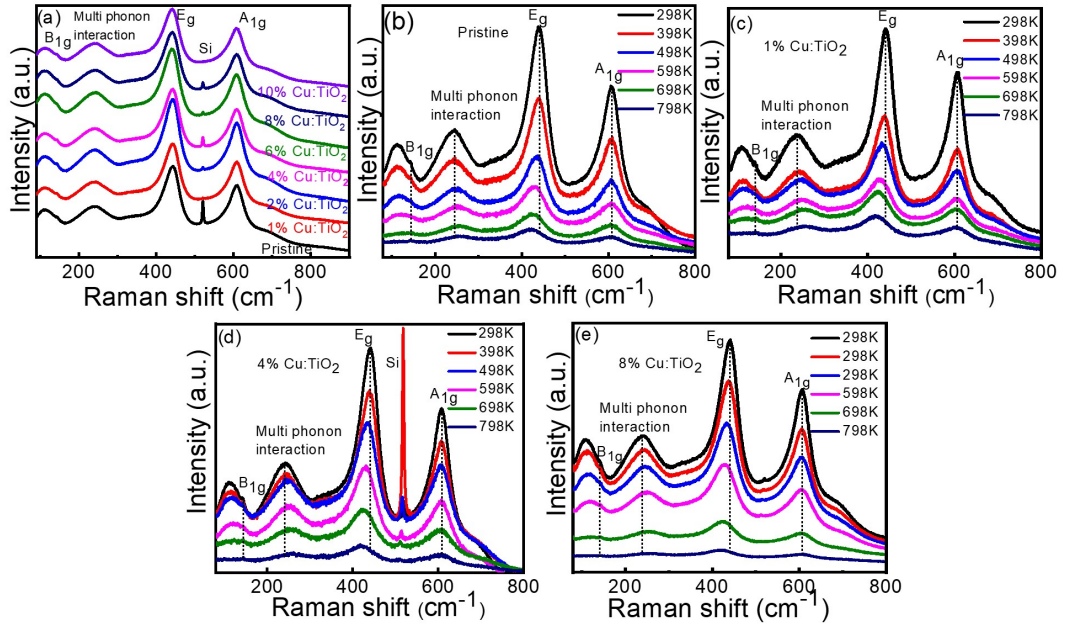 (a)
B1g
Multi phonon
interaction
Eg
Si
A1g
10% Cu:TiO2
8% Cu:TiO2
6% Cu:TiO2
4% Cu:TiO2
2% Cu:TiO2
1% Cu:TiO2
Pristine
Intensity (a.u.)
200 400 600 800
Raman shift (cm-1)
(b)
Pristine
Eg
298K
398K
498K
598K
698K
798K
A1g
Multi phonon
interaction
B1g
Intensity (a.u.)
200 400 600 800
Raman shift (cm-1)
(c)
1% Cu:TiO2
Eg
298K
398K
498K
598K
698K
798K
A1g
Multi phonon
interaction
B1g
Intensity (a.u.)
200 400 600 800
Raman shift (cm-1)
(d)
4% Cu:TiO2
Eg
Si
298K
398K
498K
598K
698K
798K
A1g
Multi phonon
interaction
B1g
Intensity (a.u.)
200 400 600 800
Raman shift (cm-1)
(e)
8% Cu:TiO2
Eg
298K
298K
298K
598K
698K
798K
A1g
Multi phonon
interaction
B1g
Intensity (a.u.)
200 400 600 800
Raman shift (cm-1)